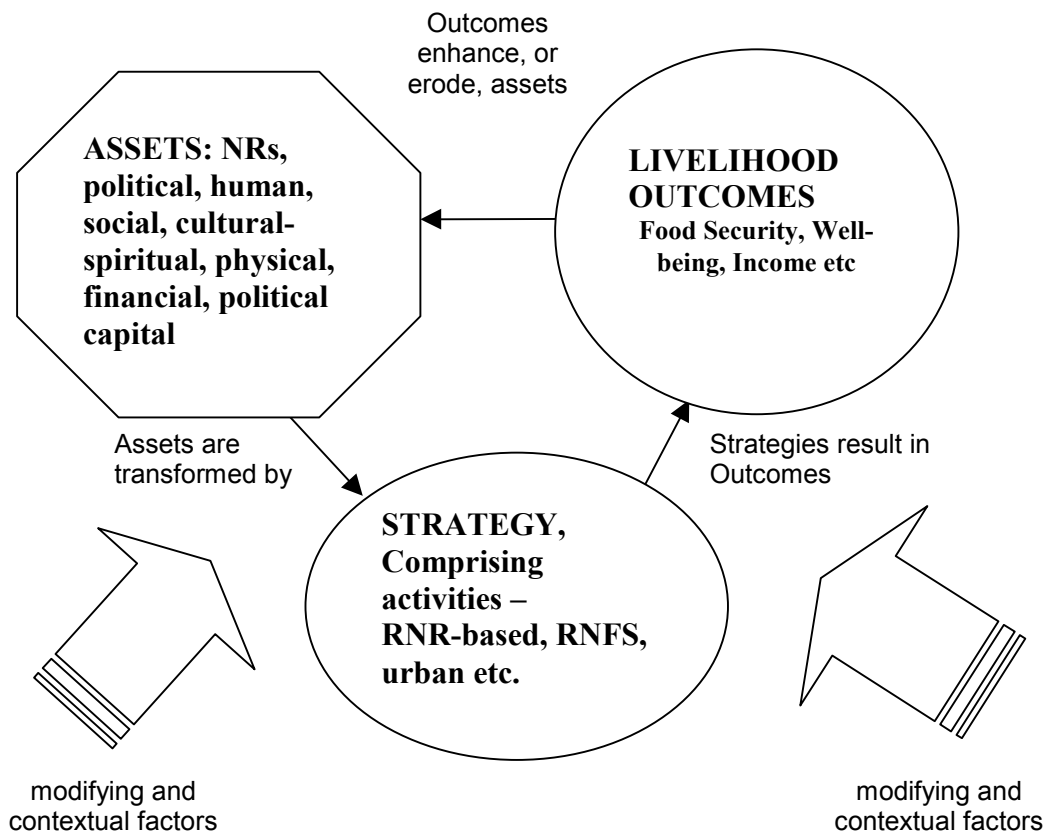 Outcomes
enhance, or
erode, assets
ASSETS: NRs,
political, human,
social, cultural-
spiritual, physical,
financial, political
capital
LIVELIHOOD
OUTCOMES
Food Security, Well-
being, Income etc
Assets are
transformed by
Strategies result in
Outcomes
STRATEGY,
Comprising
activities –
RNR-based, RNFS,
urban etc.
modifying and
contextual factors
modifying and
contextual factors